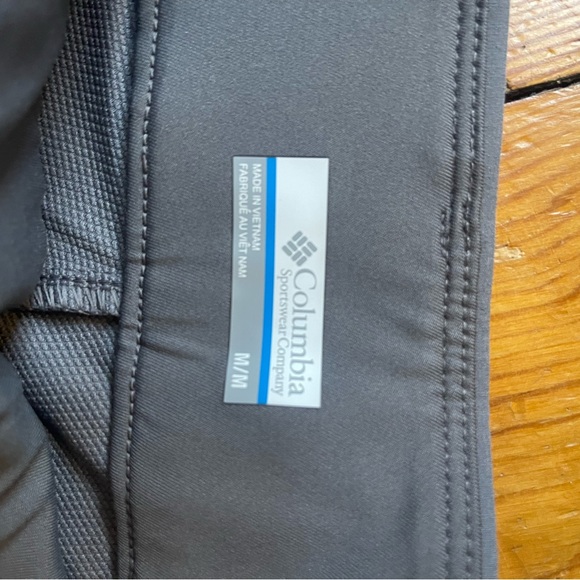 Columbia
Sportswear Company
MADE IN VIETNAM
FABRIQUÉ AU VIÊT NAM
M/M